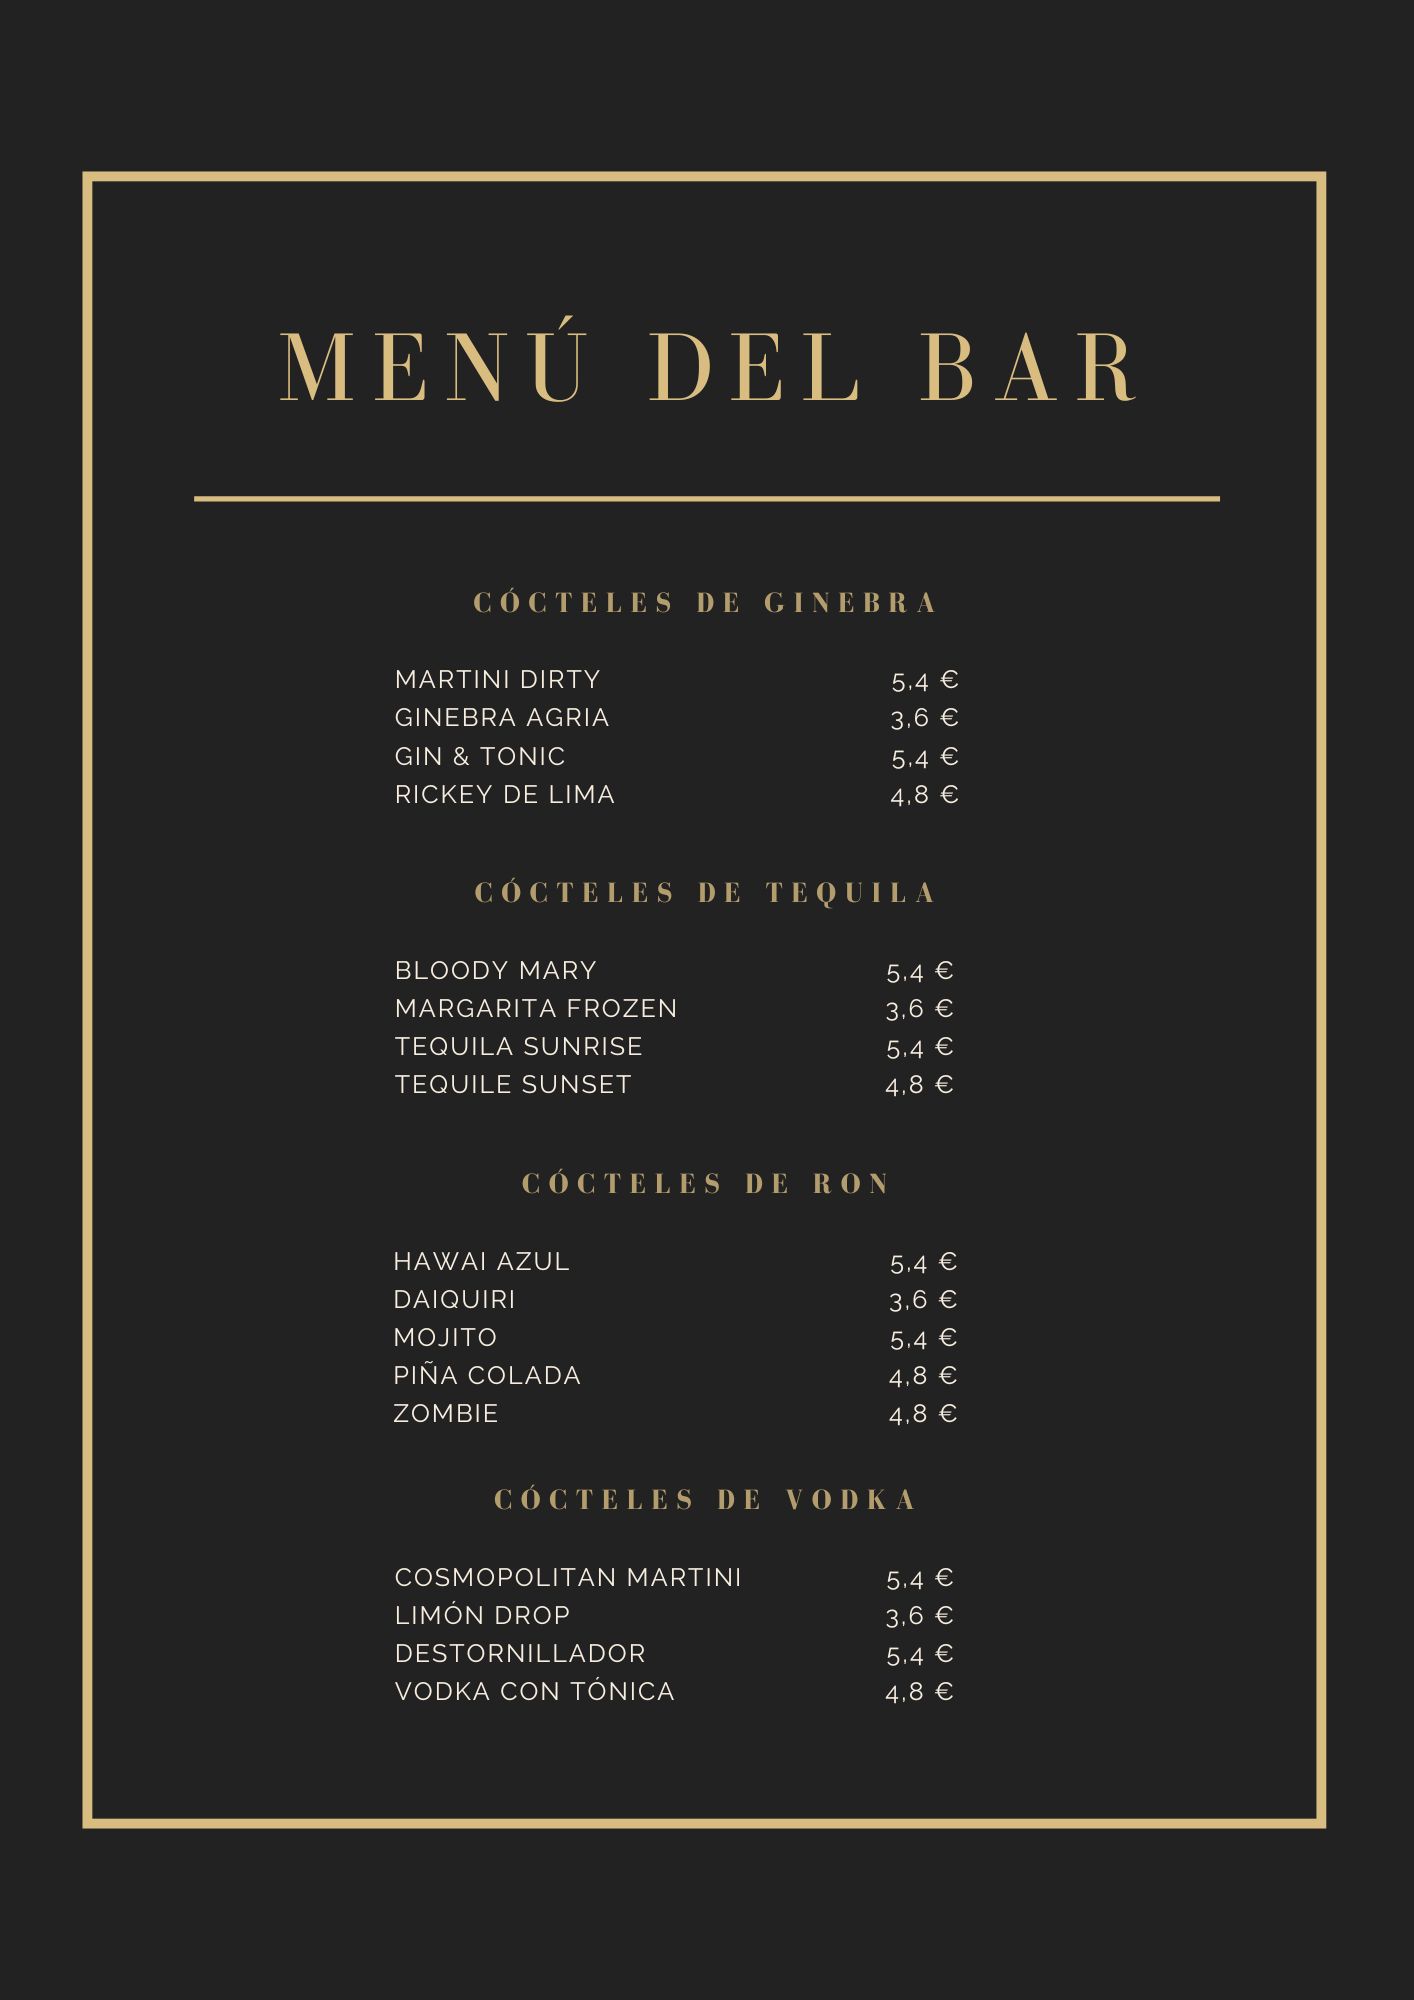 MENÚ DEL BAR
CÓCTELES DE GINEBRA
MARTINI DIRTY 5,4 €
GINEBRA AGRIA 3,6 €
GIN & TONIC 5,4 €
RICKEY DE LIMA 4,8 €
CÓCTELES DE TEQUILA
BLOODY MARY 5,4 €
MARGARITA FROZEN 3,6 €
TEQUILA SUNRISE 5,4 €
TEQUILE SUNSET 4,8 €
CÓCTELES DE RON
HAWAI AZUL 5,4 €
DAIQUIRI 3,6 €
MOJITO 5,4 €
PIÑA COLADA 4,8 €
ZOMBIE 4,8 €
CÓCTELES DE VODKA
COSMOPOLITAN MARTINI 5,4 €
LIMÓN DROP 3,6 €
DESTORNILLADOR 5,4 €
VODKA CON TÓNICA 4,8 €